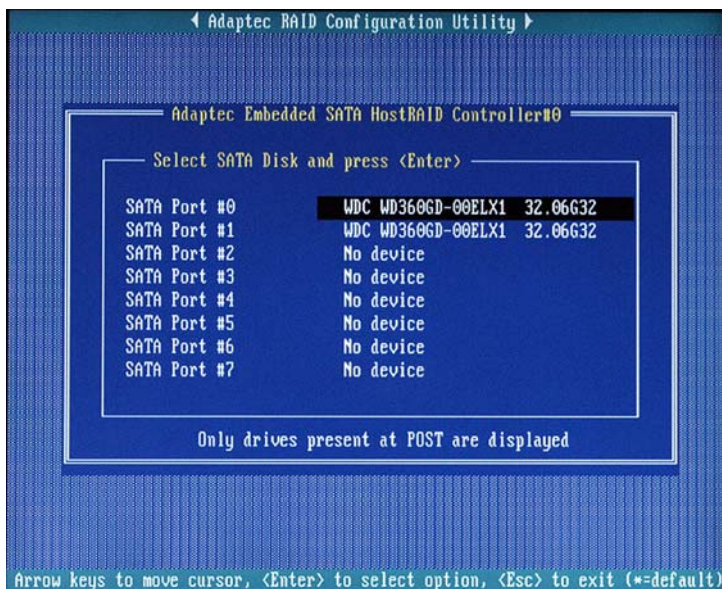 Adaptec RAID Configuration Utility
Adaptec Embedded SATA HostRAID Controller#0
Select SATA Disk and press <Enter>
SATA Port #0 WDC WD360GD-00ELX1 32.06G32
SATA Port #1 WDC WD360GD-00ELX1 32.06G32
SATA Port #2 No device
SATA Port #3 No device
SATA Port #4 No device
SATA Port #5 No device
SATA Port #6 No device
SATA Port #7 No device
Only drives present at POST are displayed
Arrow keys to move cursor, <Enter> to select option, <Esc> to exit (*=default)